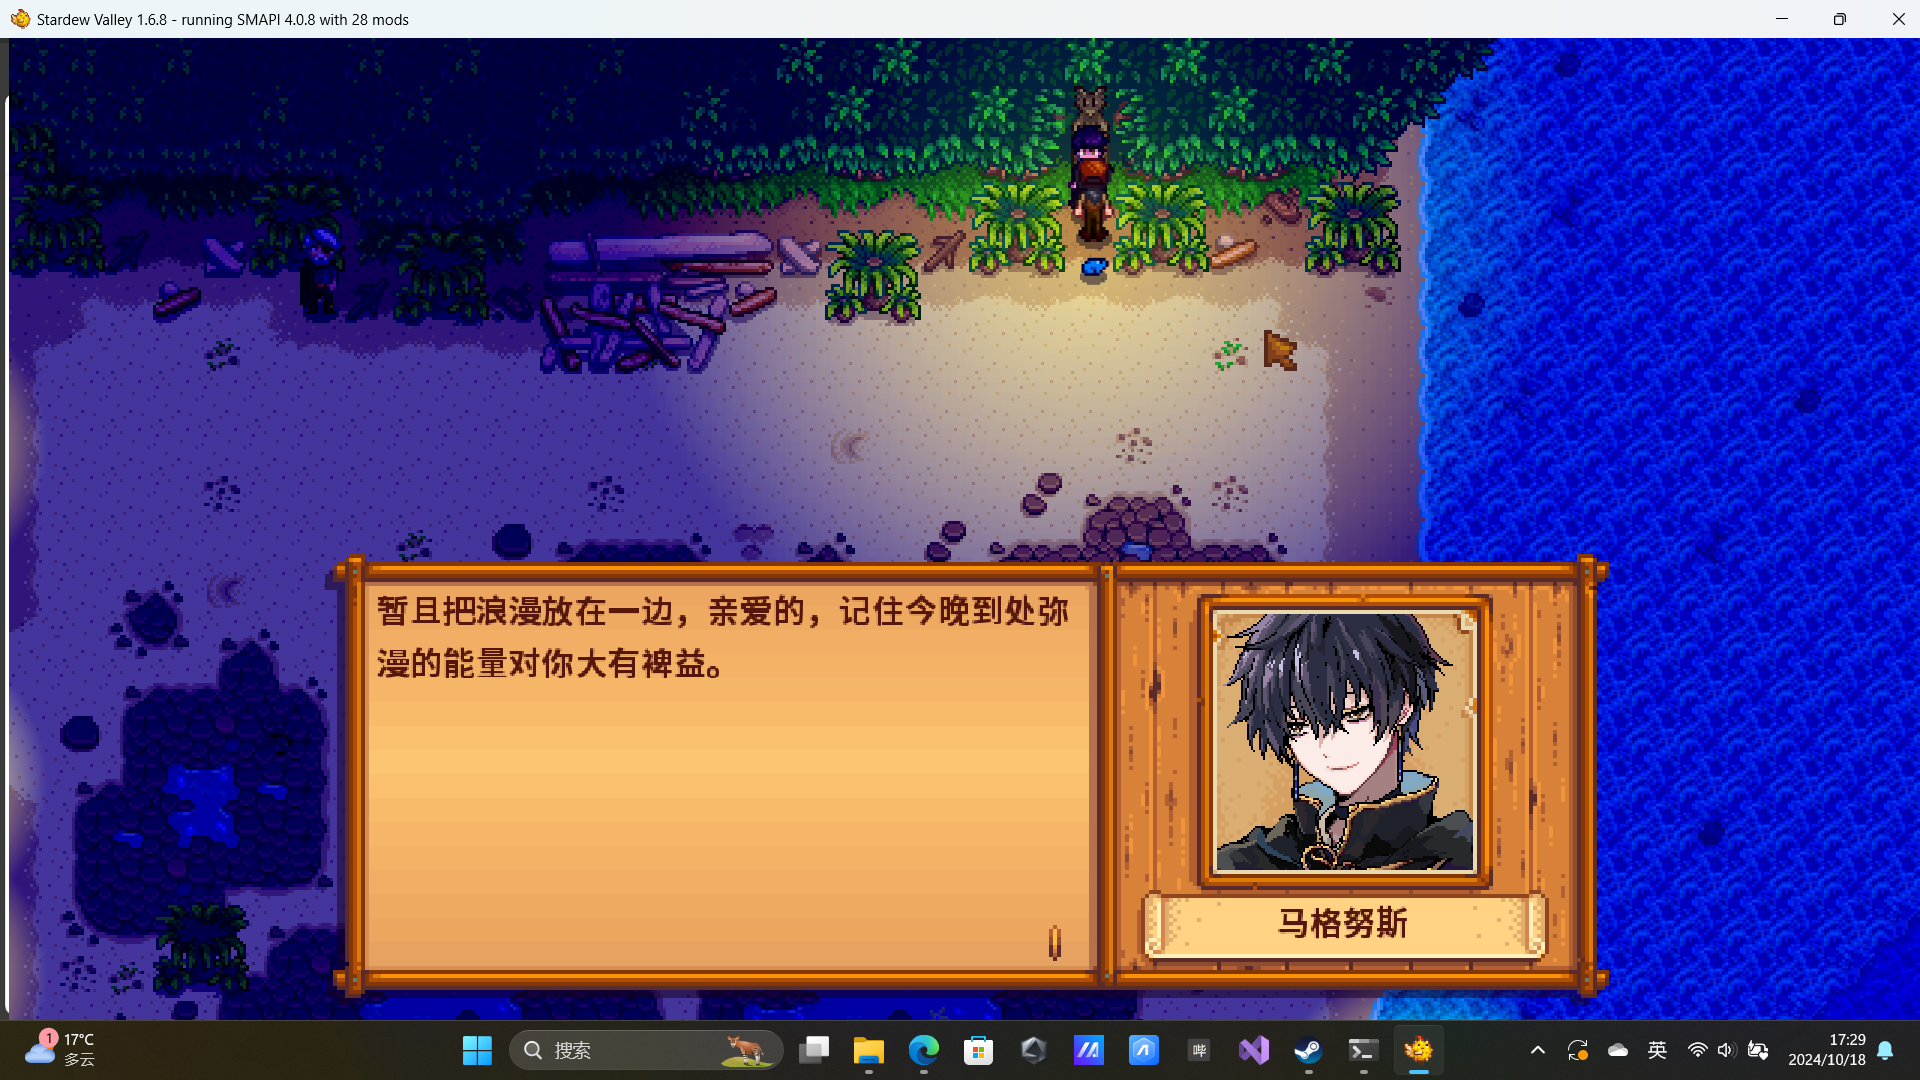 Stardew Valley 1.6.8 - running SMAPI 4.0.8 with 28 mods
暂且把浪漫放在一边，亲爱的，记住今晚到处弥
漫的能量对你大有裨益。
马格努斯
1
17°C
多云
搜索
哔
英
17:29
2024/10/18